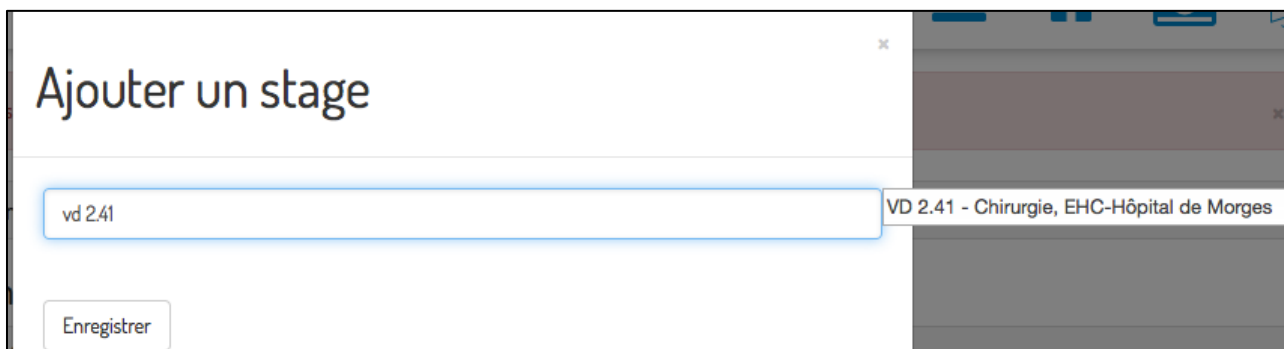 Ajouter un stage
vd 2.41
VD 2.41 - Chirurgie, EHC-Hôpital de Morges
Enregistrer